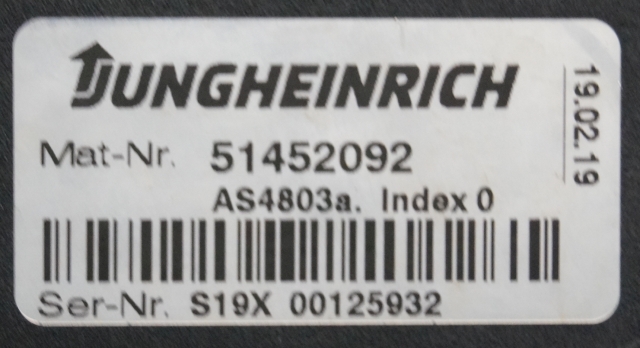 JUNGHEINRICH
19.02.19
Mat-Nr. 51452092
AS4803a. Index 0
Ser-Nr. S19X 00125932